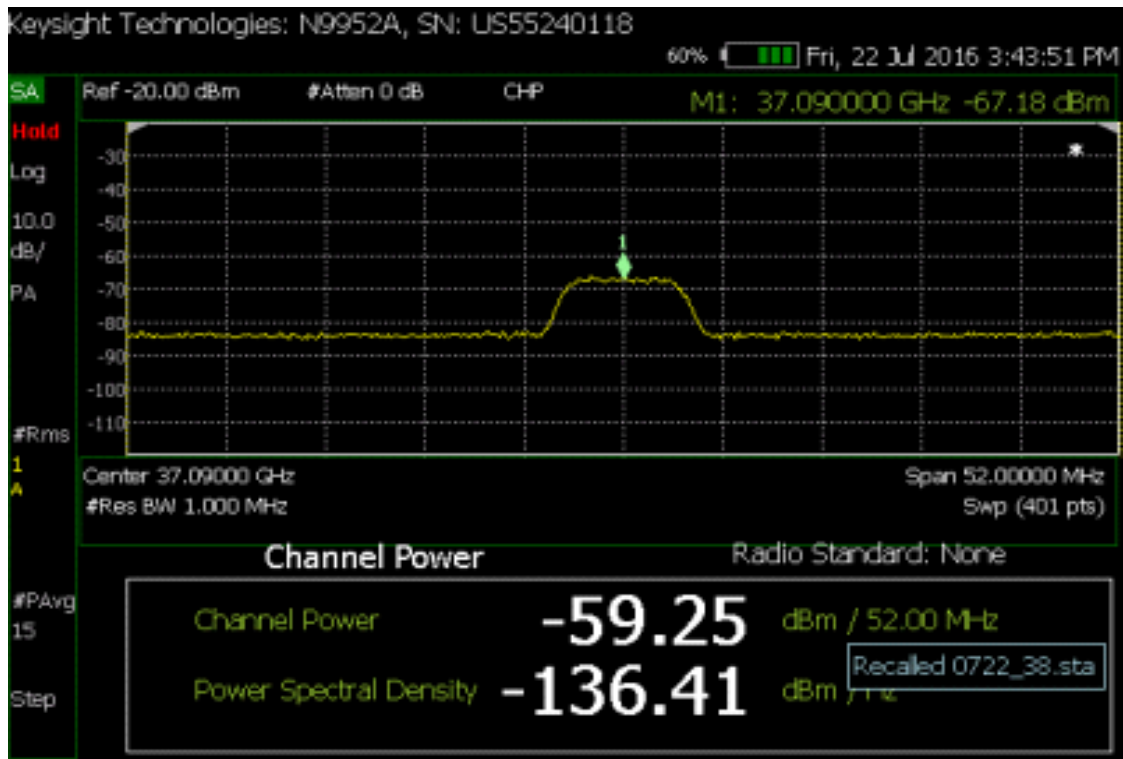 Keysight Technologies: N9952A, SN: US55240118
60% Fri, 22 Jul 2016 3:43:51 PM
SA Ref -20.00 dBm #Atten 0 dB CHP M1: 37.090000 GHz -67.18 dBm
Hold
Log
10.0
dB/
PA
-30
-40
-50
-60
-70
-80
-90
-100
-110
1
*
#Rms
1
A
Center 37.09000 GHz Span 52.00000 MHz
#Res BW 1.000 MHz Swp (401 pts)
Channel Power Radio Standard: None
#PAvg
15
Step
Channel Power -59.25 dBm / 52.00 MHz
Recalled 0722_38.sta
Power Spectral Density -136.41 dBm /